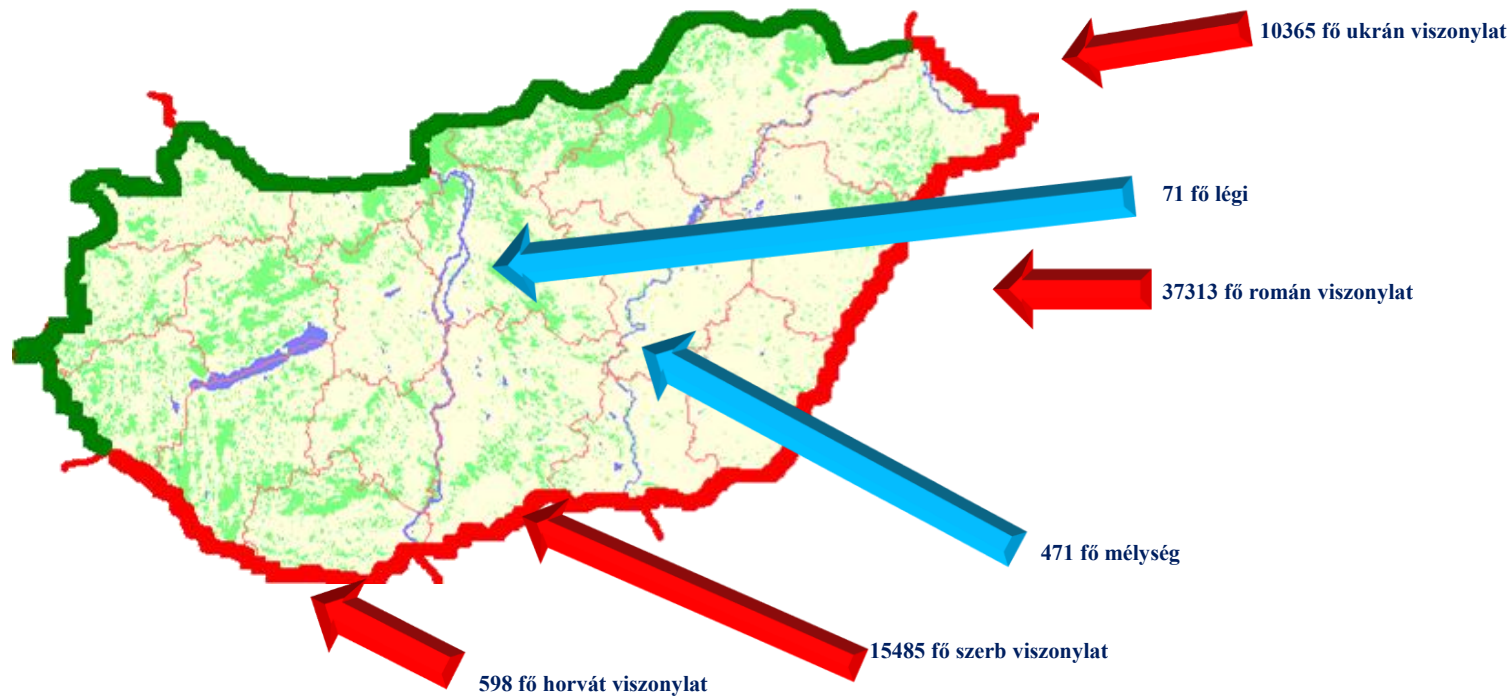 10365 fő ukrán viszonylat
71 fő légi
37313 fő román viszonylat
471 fő mélység
15485 fő szerb viszonylat
598 fő horvát viszonylat